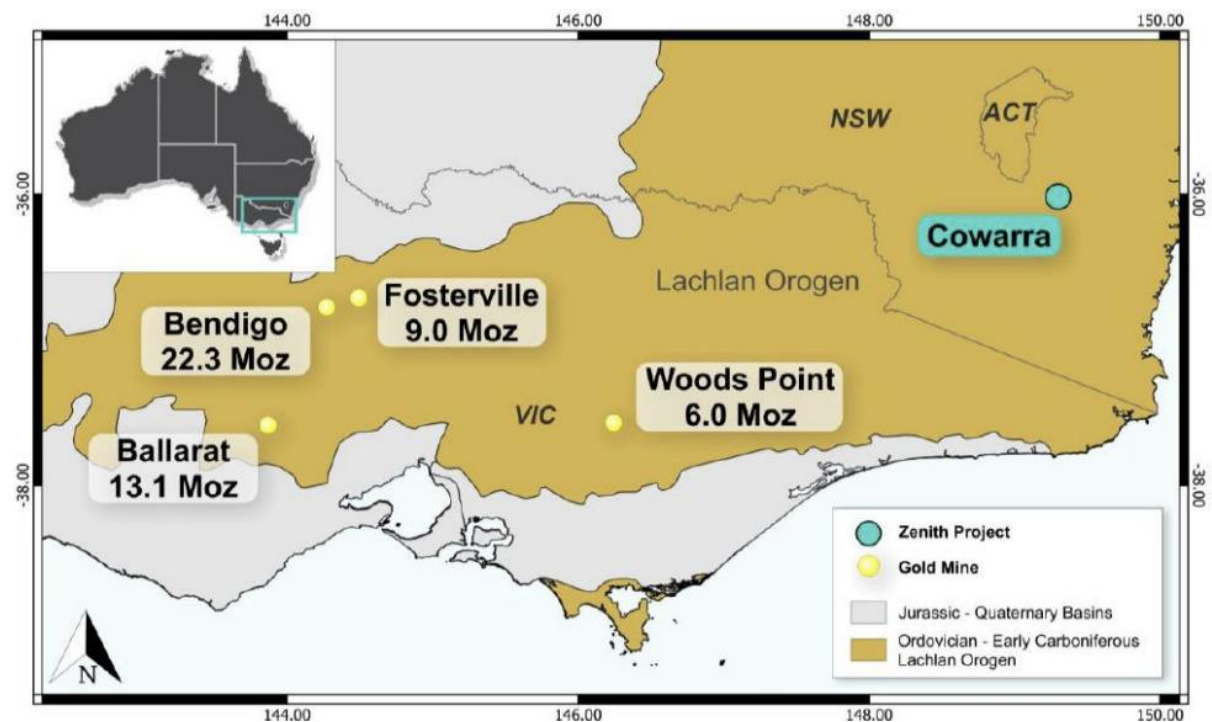 144.00
146.00
148.00
150.00
-36.00
-38.00
NSW
ACT
Cowarra
Lachlan Orogen
Fosterville
9.0 Moz
Bendigo
22.3 Moz
Woods Point
6.0 Moz
VIC
Ballarat
13.1 Moz
-36.00
-38.00
Zenith Project
Gold Mine
Jurassic - Quaternary Basins
Ordovician - Early Carboniferous
Lachlan Orogen
N
144.00
146.00
148.00
150.00